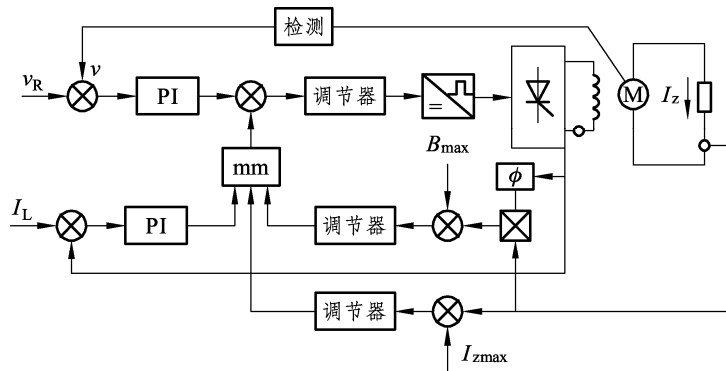 检测
v_R
v
PI
调节器
=
M
I_z
mm
B_max
ϕ
I_L
PI
调节器
调节器
I_zmax